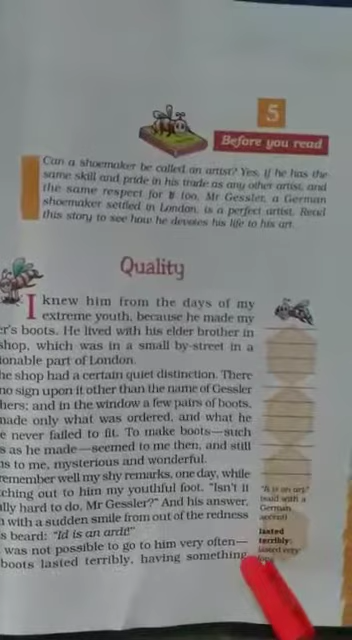 5
Before you read
Can a shoemaker be called an artist? Yes, if he has the
same skill and pride in his trade as any other artist, and
the same respect for it too. Mr Gessler, a German
shoemaker settled in London, is a perfect artist. Read
this story to see how he devotes his life to his art.
Quality
I knew him from the days of my
extreme youth, because he made my
er's boots. He lived with his elder brother in
shop, which was in a small by-street in a
ionable part of London.
he shop had a certain quiet distinction. There
no sign upon it other than the name of Gessler
hers; and in the window a few pairs of boots.
made only what was ordered, and what he
e never failed to fit. To make boots—such
s as he made—seemed to me then, and still
ns to me, mysterious and wonderful.
remember well my shy remarks, one day, while
ching out to him my youthful foot. "Isn't it
ully hard to do, Mr Gessler?" And his answer,
n with a sudden smile from out of the redness
s beard: "Id is an ardt!"
was not possible to go to him very often—
boots lasted terribly, having something
"It is an art"
(said with a
German
accent)
lasted
terribly:
lasted very